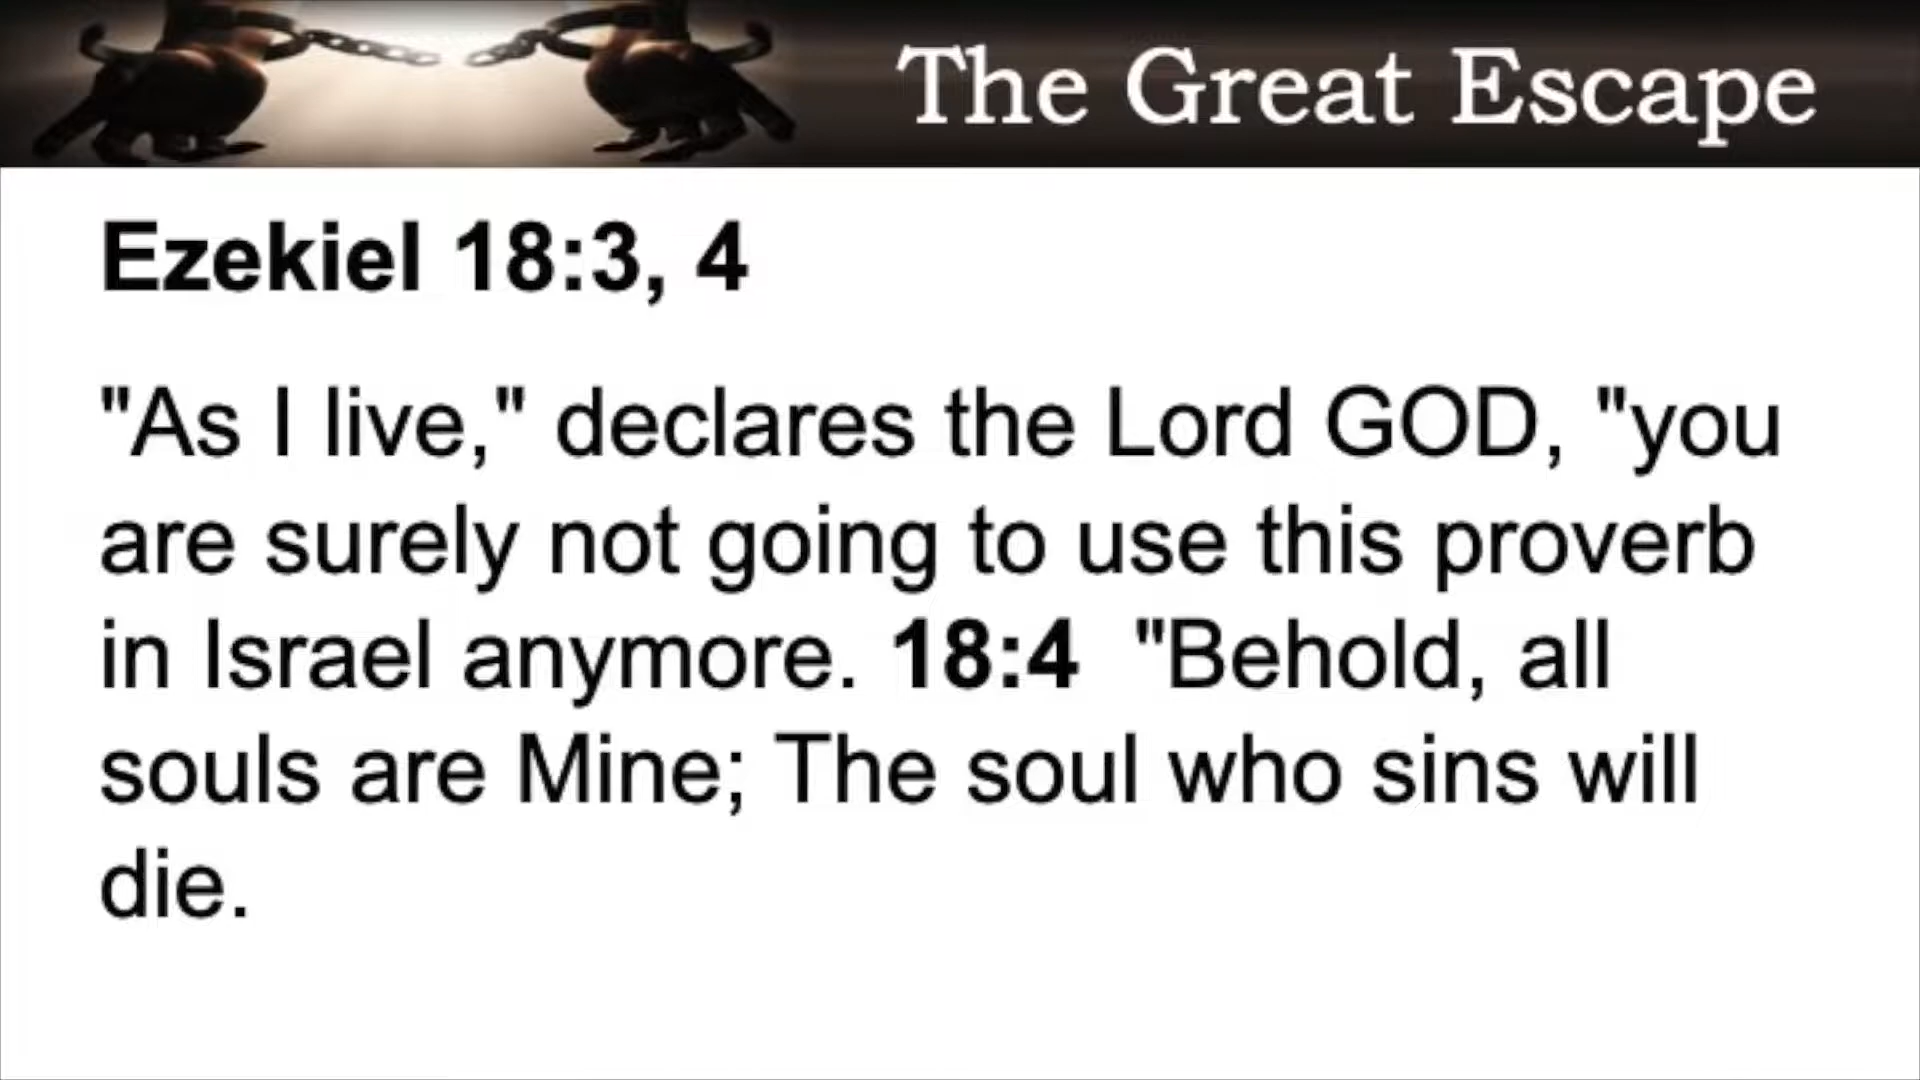 The Great Escape
Ezekiel 18:3, 4
"As I live," declares the Lord GOD, "you
are surely not going to use this proverb
in Israel anymore. 18:4  "Behold, all
souls are Mine; The soul who sins will
die.